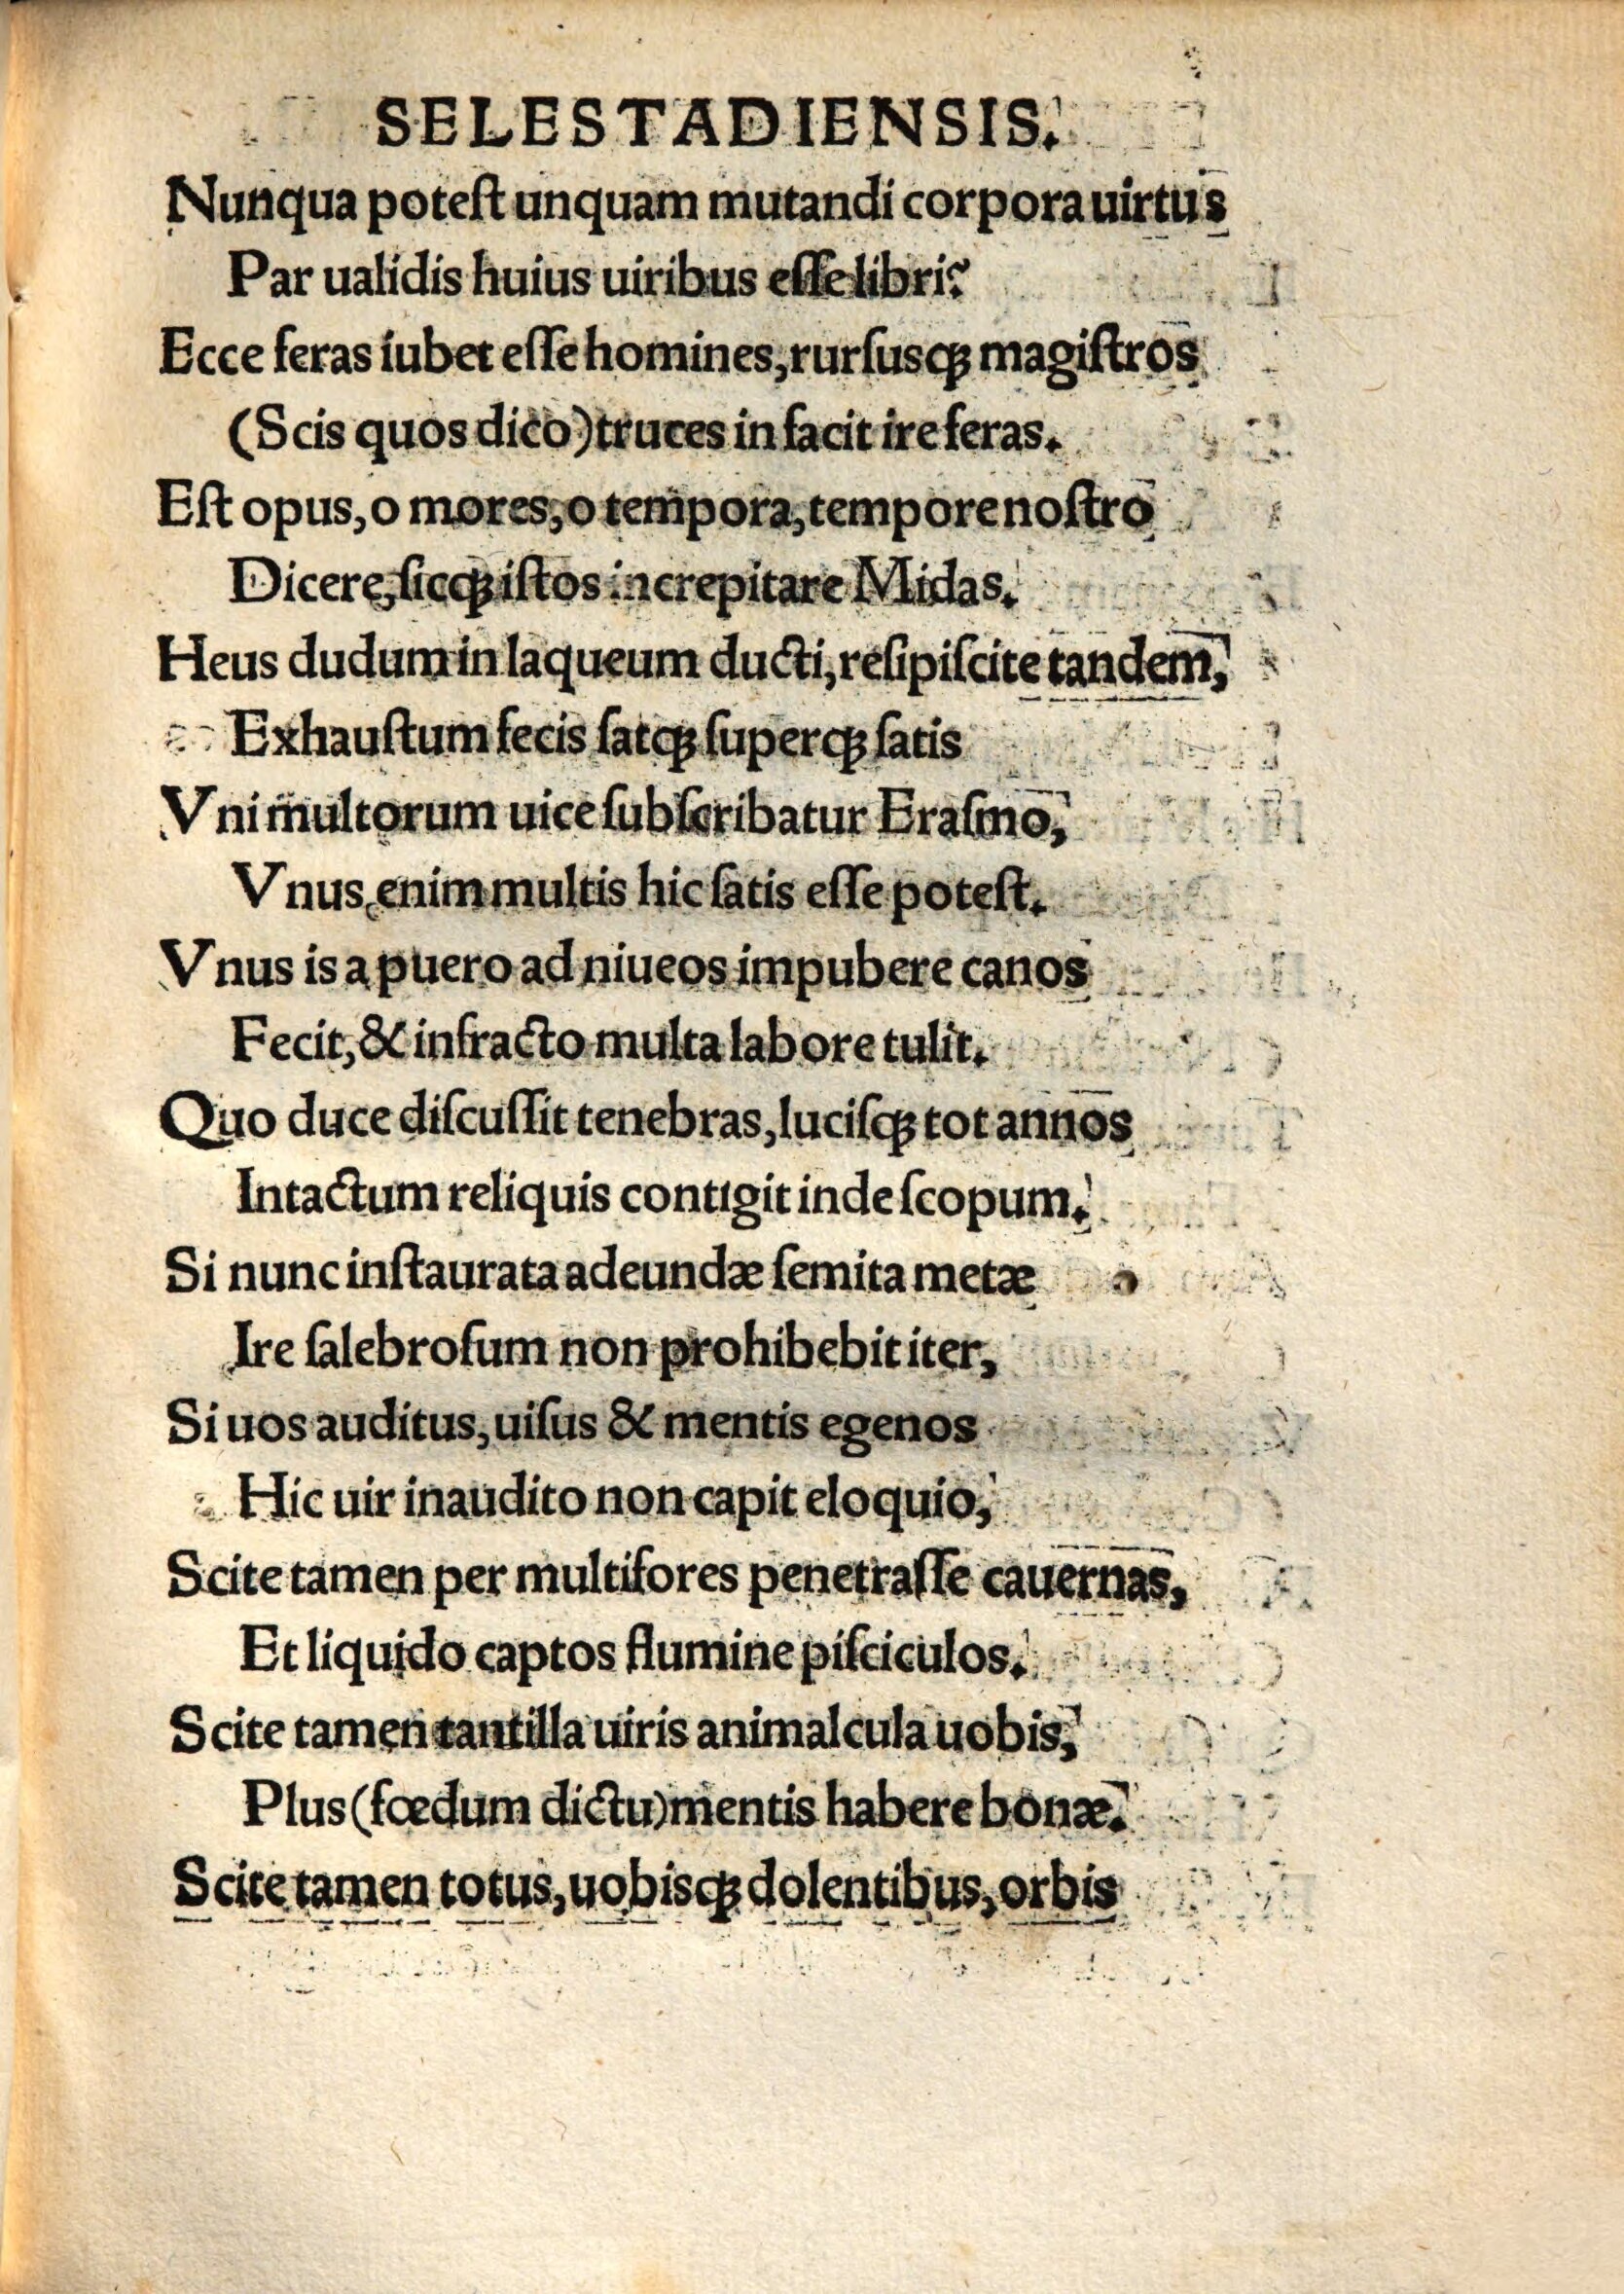 SELESTADIENSIS.
Nunqua poteſt unquam mutandi corpora uirtus
Par ualidis huius uiribus eſſe libri?
Ecce feras iubet eſſe homines, rurſusqꝫ magiſtros
(Scis quos dico) truces in facit ire feras.
Eſt opus, o mores, o tempora, tempore noſtro
Dicere, ſicqꝫ iſtos increpitare Midas.
Heus dudum in laqueum ducti, reſipiſcite tandem,
Exhauſtum fecis ſatqꝫ superqꝫ ſatis
Vni multorum uice ſubſcribatur Eraſmo,
Vnus enim multis hic ſatis eſſe poteſt.
Vnus is a puero ad niueos impubere canos
Fecit, & infracto multa labore tulit.
Quo duce diſcuſſit tenebras, luciſqꝫ tot annos
Intactum reliquis contigit inde ſcopum.
Si nunc inſtaurata adeundæ ſemita metæ
Ire ſalebroſum non prohibebit iter,
Si uos auditus, uiſus & mentis egenos
Hic uir inaudito non capit eloquio,
Scite tamen per multifores penetraſſe cauernas,
Et liquido captos flumine piſciculos.
Scite tamen tantilla uiris animalcula uobis,
Plus (fœdum dictu) mentis habere bonæ.
Scite tamen totus, uobisqꝫ dolentibus, orbis